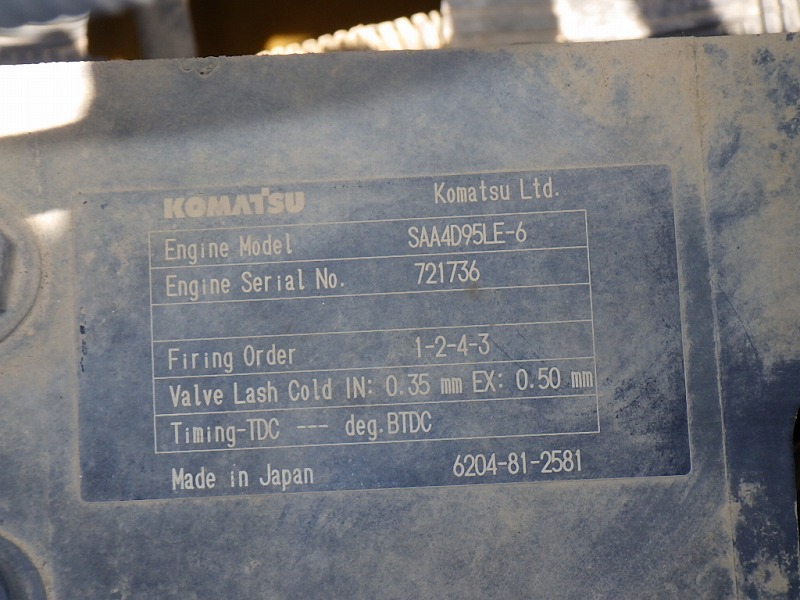 KOMATSU Komatsu Ltd.
Engine Model SAA4D95LE-6
Engine Serial No. 721736
Firing Order 1-2-4-3
Valve Lash Cold IN: 0.35 mm EX: 0.50 mm
Timing-TDC --- deg.BTDC
Made in Japan 6204-81-2581